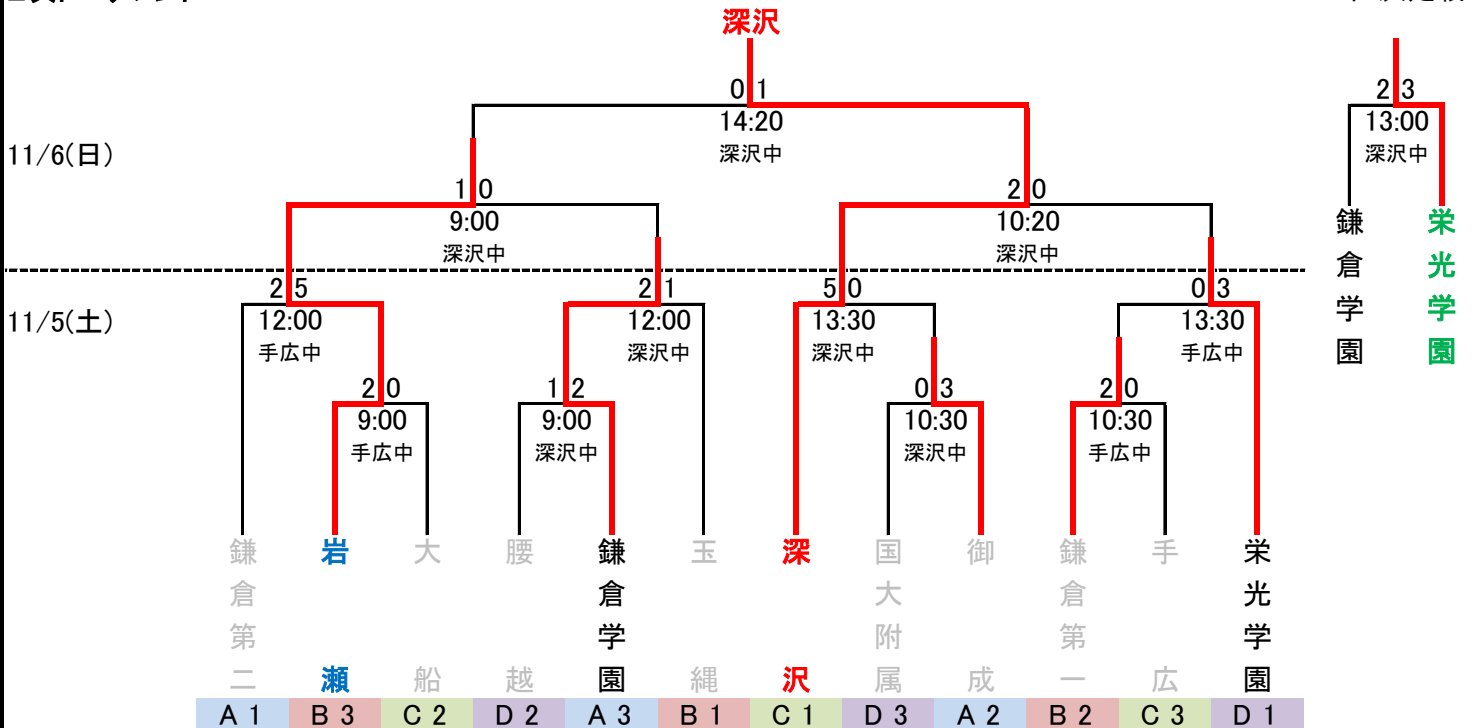 深沢
0 1
14:20
深沢中
2 3
13:00
深沢中
鎌倉学園
栄光学園
11/6(日)
1 0
9:00
深沢中
2 0
10:20
深沢中
11/5(土)
2 5
12:00
手広中
2 1
12:00
深沢中
5 0
13:30
深沢中
0 3
13:30
手広中
2 0
9:00
手広中
1 2
9:00
深沢中
0 3
10:30
深沢中
2 0
10:30
手広中
鎌倉第二
岩瀬
大船
腰越
鎌倉学園
玉縄
深沢
国大附属
御成
鎌倉第一
手広
栄光学園
A 1 B 3 C 2 D 2 A 3 B 1 C 1 D 3 A 2 B 2 C 3 D 1